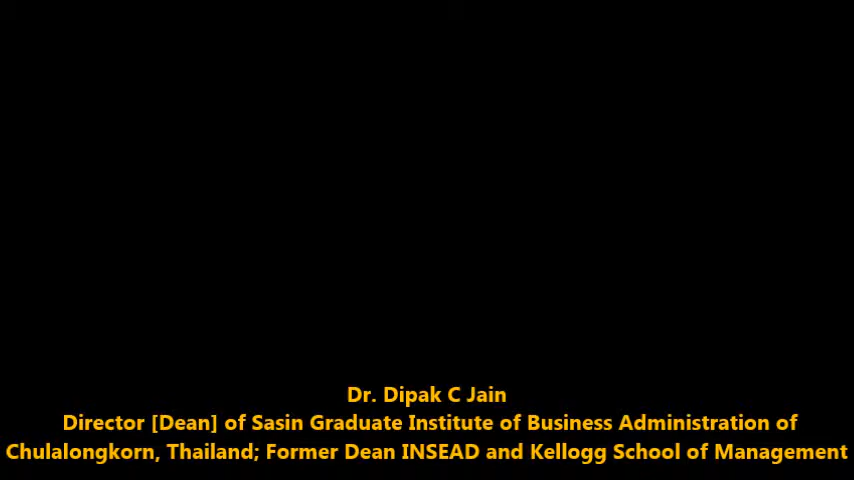 Dr. Dipak C Jain
Director [Dean] of Sasin Graduate Institute of Business Administration of
Chulalongkorn, Thailand; Former Dean INSEAD and Kellogg School of Management